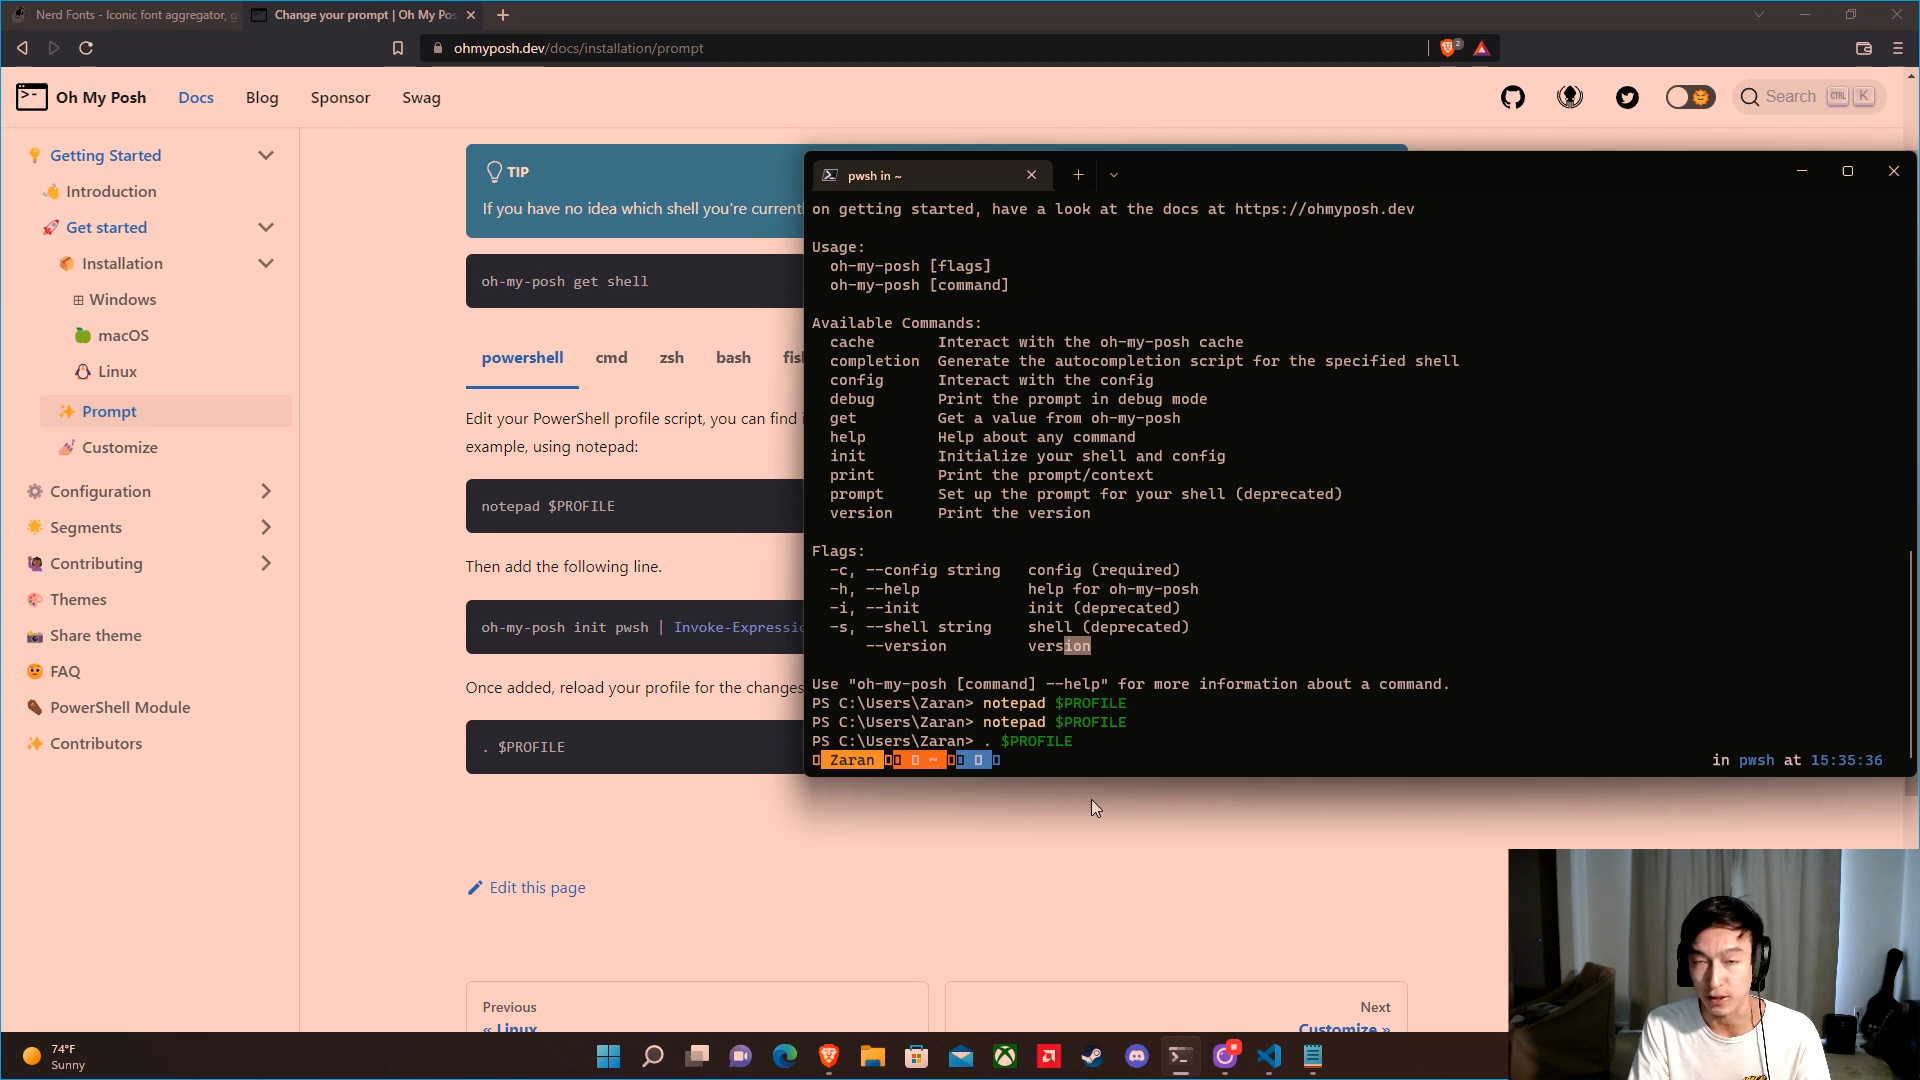 Nerd Fonts - Iconic font aggregator, g
Change your prompt | Oh My Pos
ohmyposh.dev/docs/installation/prompt
2
Oh My Posh
Docs
Blog
Sponsor
Swag
Search
CTRL
K
Getting Started
Introduction
Get started
Installation
Windows
macOS
Linux
Prompt
Customize
Configuration
Segments
Contributing
Themes
Share theme
FAQ
PowerShell Module
Contributors
TIP
If you have no idea which shell you're current
oh-my-posh get shell
powershell
cmd
zsh
bash
fis
Edit your PowerShell profile script, you can find
example, using notepad:
notepad $PROFILE
Then add the following line.
oh-my-posh init pwsh | Invoke-Expressio
Once added, reload your profile for the changes
. $PROFILE
Edit this page
Previous
« Linux
Next
Customize »
pwsh in ~
on getting started, have a look at the docs at https://ohmyposh.dev
Usage:
oh-my-posh [flags]
oh-my-posh [command]
Available Commands:
cache Interact with the oh-my-posh cache
completion Generate the autocompletion script for the specified shell
config Interact with the config
debug Print the prompt in debug mode
get Get a value from oh-my-posh
help Help about any command
init Initialize your shell and config
print Print the prompt/context
prompt Set up the prompt for your shell (deprecated)
version Print the version
Flags:
-c, --config string config (required)
-h, --help help for oh-my-posh
-i, --init init (deprecated)
-s, --shell string shell (deprecated)
--version version
Use "oh-my-posh [command] --help" for more information about a command.
PS C:\Users\Zaran> notepad $PROFILE
PS C:\Users\Zaran> notepad $PROFILE
PS C:\Users\Zaran> . $PROFILE
Zaran ~ in pwsh at 15:35:36
74°F
Sunny